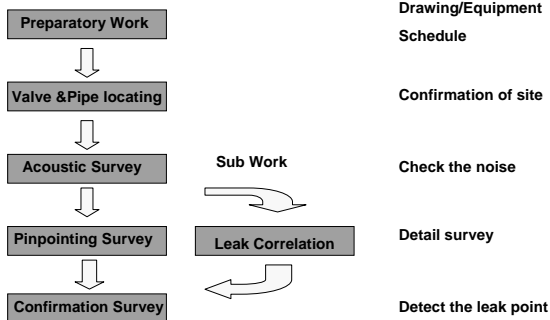 Drawing/Equipment
Preparatory Work
Schedule
Valve &Pipe locating
Confirmation of site
Acoustic Survey
Sub Work
Check the noise
Pinpointing Survey
Leak Correlation
Detail survey
Confirmation Survey
Detect the leak point